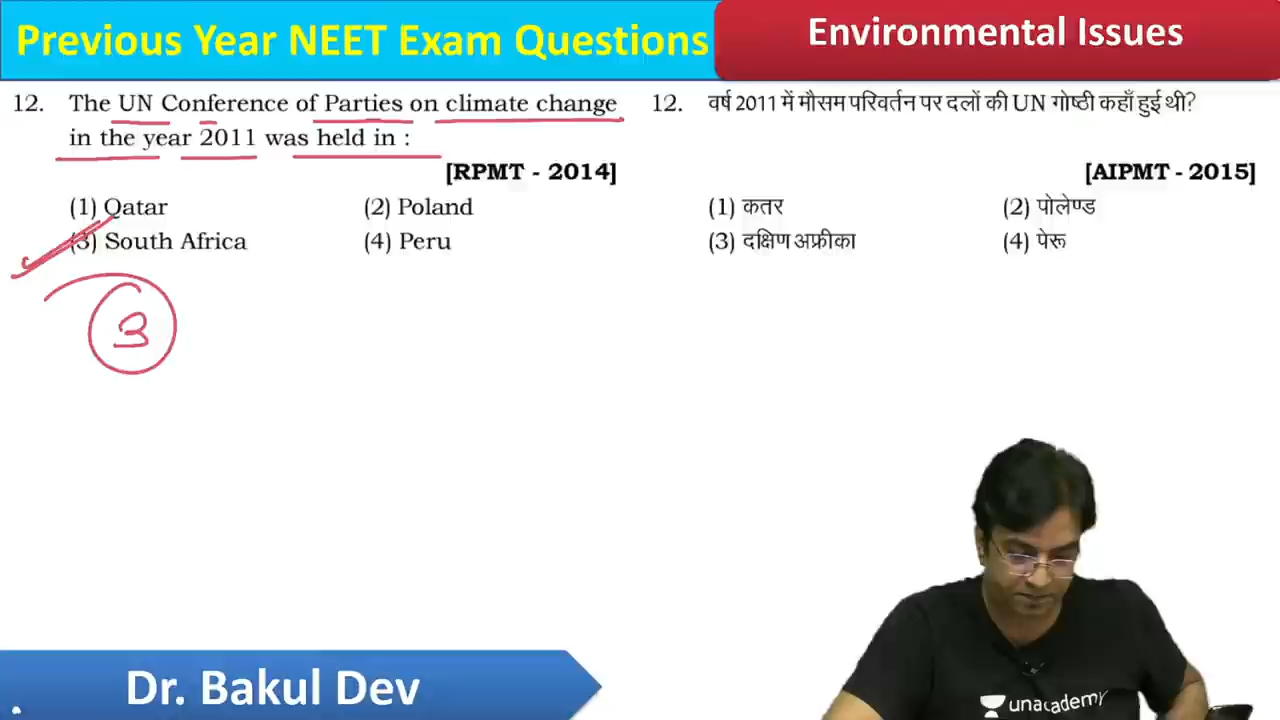 Previous Year NEET Exam Questions
Environmental Issues
12. The UN Conference of Parties on climate change
in the year 2011 was held in :
[RPMT - 2014]
(1) Qatar (2) Poland
(3) South Africa (4) Peru
3
12. वर्ष 2011 में मौसम परिवर्तन पर दलों की UN गोष्ठी कहाँ हुई थी?
[AIPMT - 2015]
(1) कतर (2) पोलेण्ड
(3) दक्षिण अफ्रीका (4) पेरू
Dr. Bakul Dev
unacademy